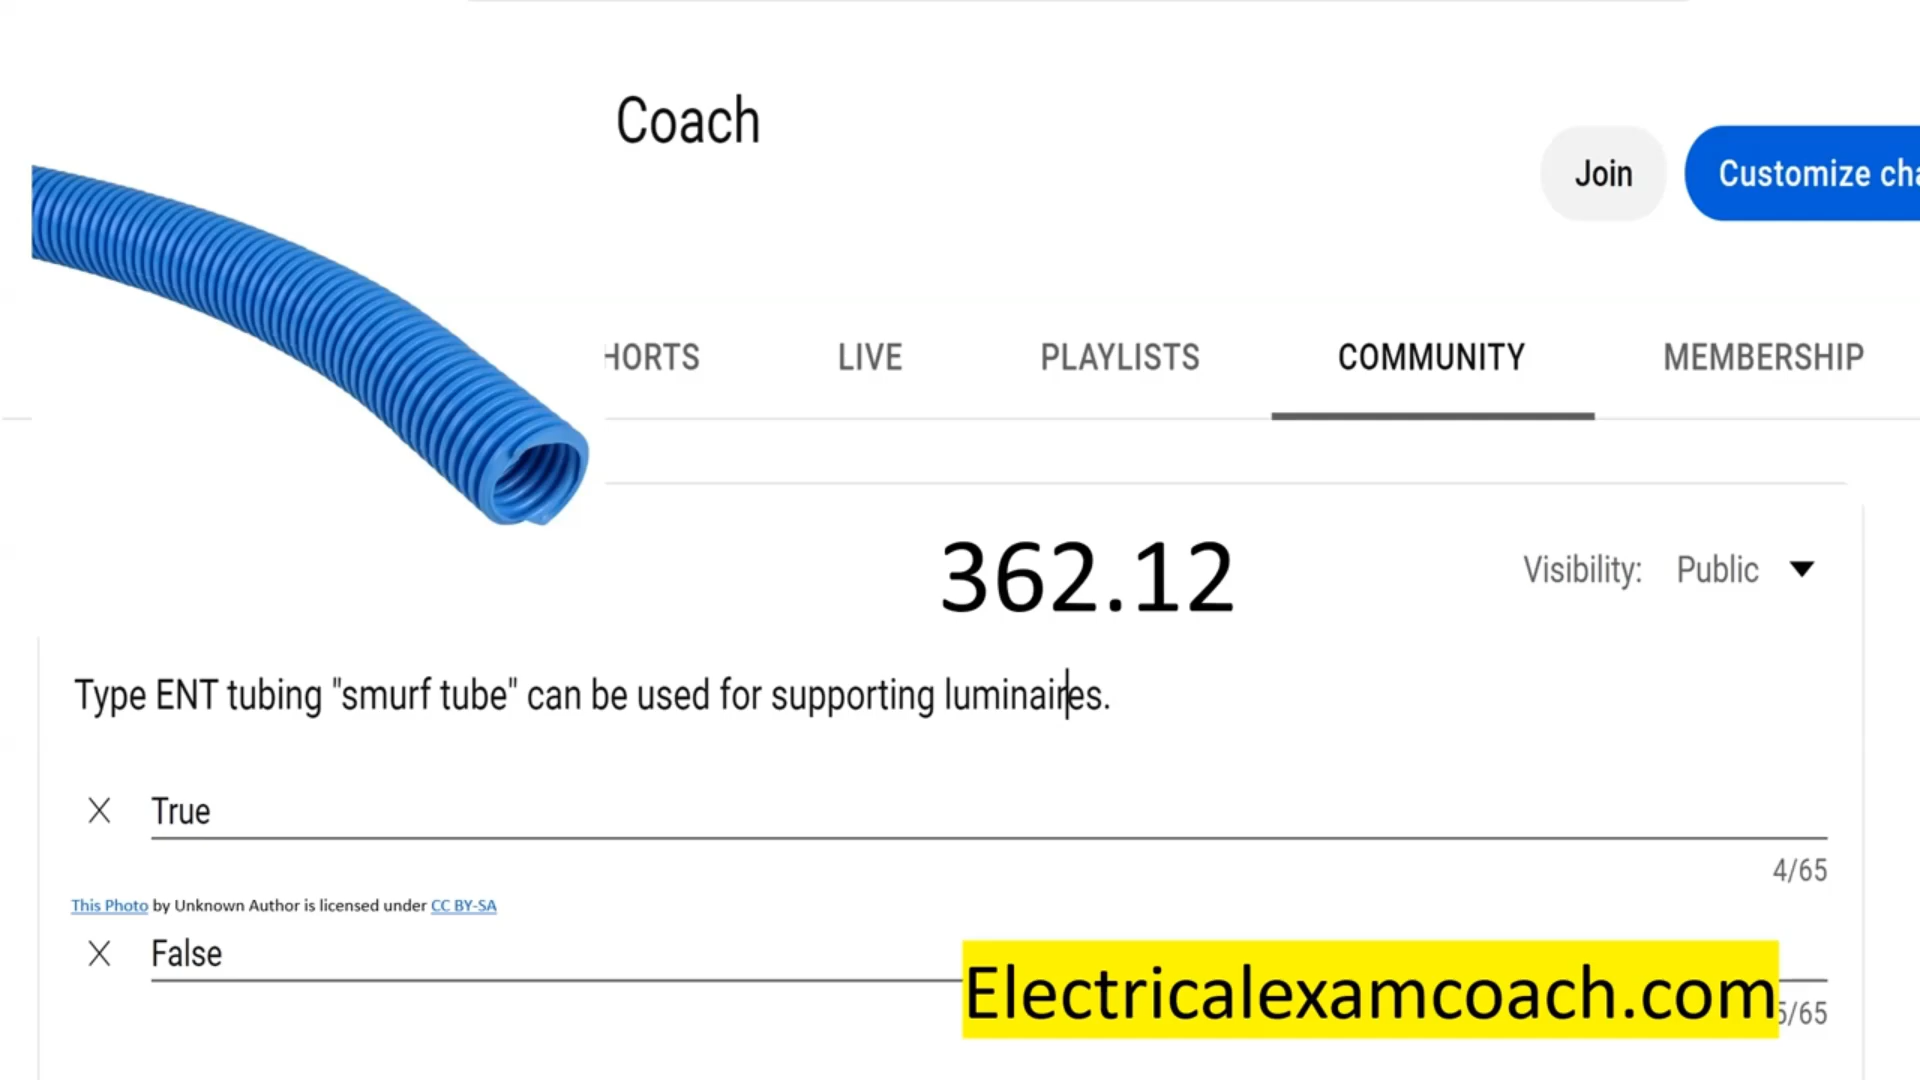 Coach
Join
Customize cha
HORTS
LIVE
PLAYLISTS
COMMUNITY
MEMBERSHIP
362.12
Visibility: Public
Type ENT tubing "smurf tube" can be used for supporting luminaires.
True
4/65
This Photo by Unknown Author is licensed under CC BY-SA
False
Electricalexamcoach.com
5/65